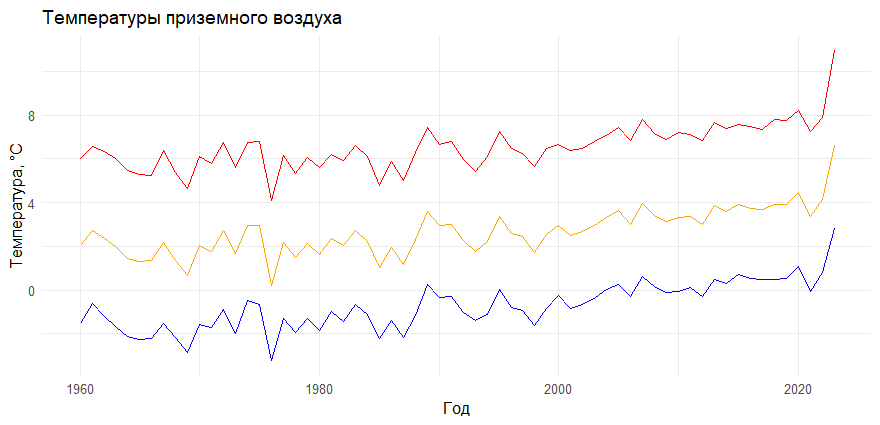 Температуры приземного воздуха
Температура, °C
8
4
0
1960
1980
2000
2020
Год